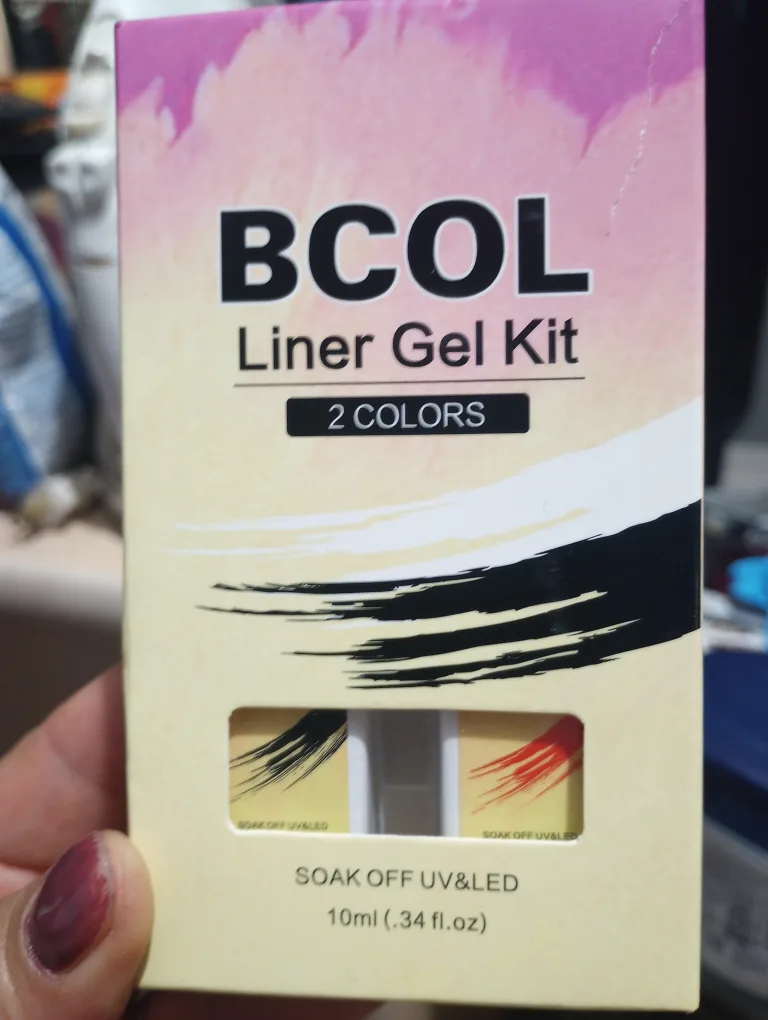 BCOL
Liner Gel Kit
2 COLORS
SOAK OFF UV&LED
SOAK OFF UV&LED
SOAK OFF UV&LED
10ml (.34 fl.oz)